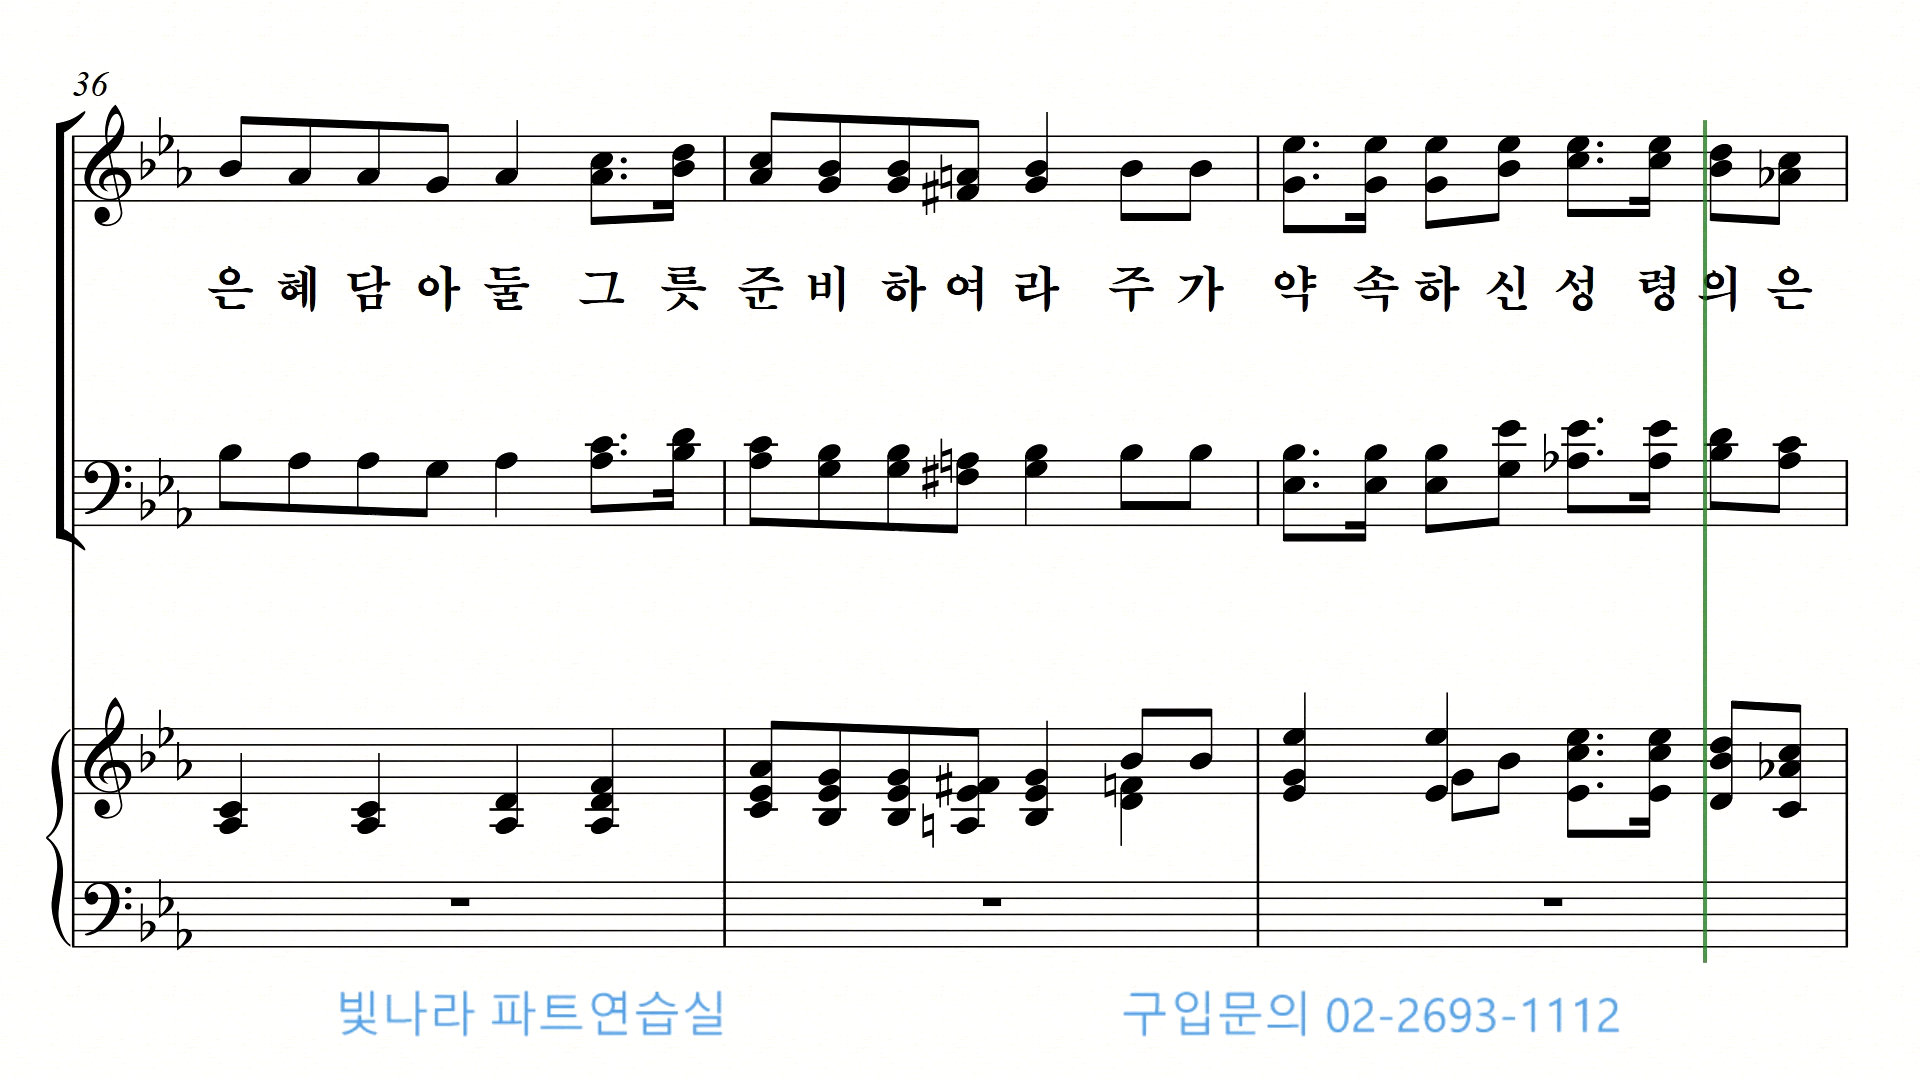 36
은 혜 담 아 둘 그 릇 준 비 하 여 라 주 가 약 속 하 신 성 령 의 은
빛나라 파트연습실 구입문의 02-2693-1112